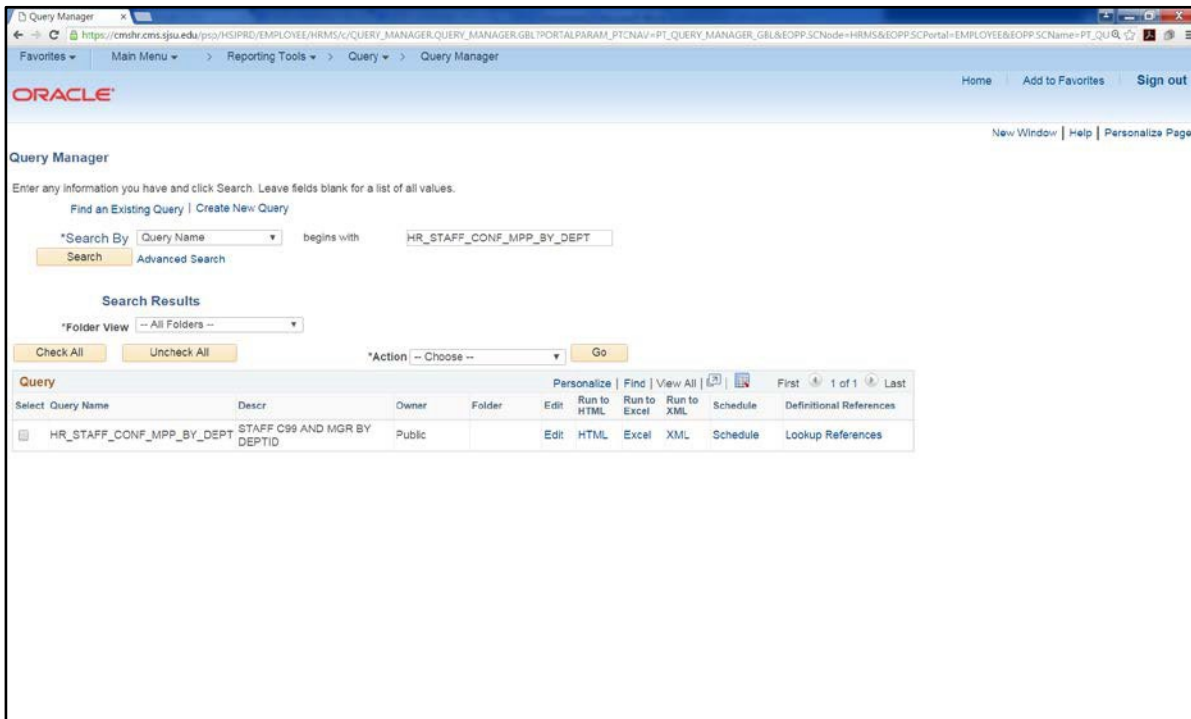 Query Manager
https://cmshr.cms.sjsu.edu/psp/HSJPRD/EMPLOYEE/HRMS/c/QUERY_MANAGER.QUERY_MANAGER.GBL?PORTALPARAM_PTCNAV=PT_QUERY_MANAGER_GBL&EOPP.SCNode=HRMS&EOPP.SCPortal=EMPLOYEE&EOPP.SCName=PT_QU
Favorites Main Menu > Reporting Tools > Query > Query Manager
Home Add to Favorites Sign out
ORACLE
New Window | Help | Personalize Page
Query Manager
Enter any information you have and click Search. Leave fields blank for a list of all values.
Find an Existing Query | Create New Query
*Search By Query Name begins with HR_STAFF_CONF_MPP_BY_DEPT
Search Advanced Search
Search Results
*Folder View -- All Folders --
Check All Uncheck All *Action -- Choose -- Go
Query Personalize | Find | View All | First 1 of 1 Last
Select Query Name Descr Owner Folder Edit Run to HTML Run to Excel Run to XML Schedule Definitional References
HR_STAFF_CONF_MPP_BY_DEPT STAFF C99 AND MGR BY DEPTID Public Edit HTML Excel XML Schedule Lookup References